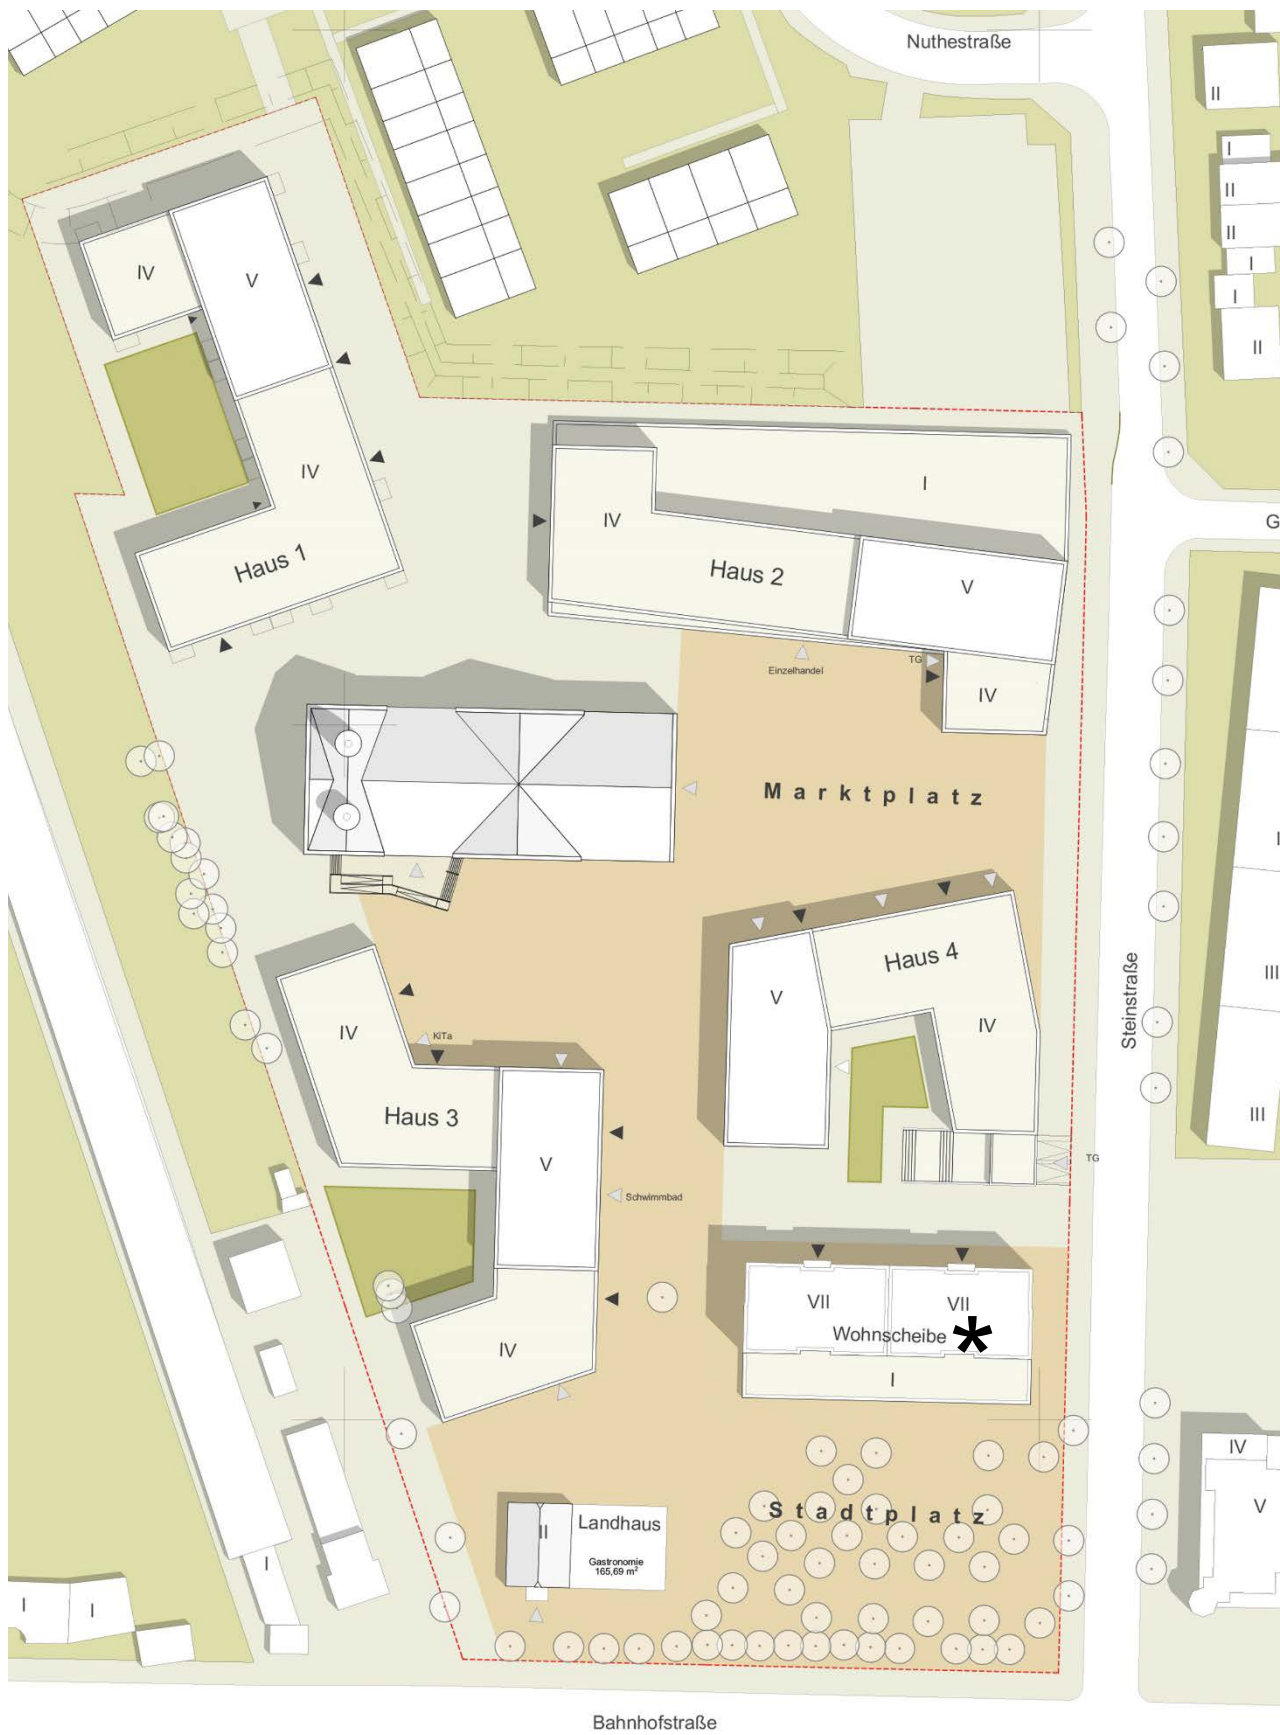 Nuthestraße
II
I
II
II
I
I
II
IV
V
IV
Haus 1
I
IV
Haus 2
V
G
Einzelhandel
TG
IV
Marktplatz
Haus 4
V
IV
Steinstraße
III
III
IV
KiTa
Haus 3
V
Schwimmbad
TG
VII
VII
Wohnscheibe *
I
IV
IV
V
Stadtplatz
II
Landhaus
Gastronomie
165,69 m²
I
I
I
Bahnhofstraße